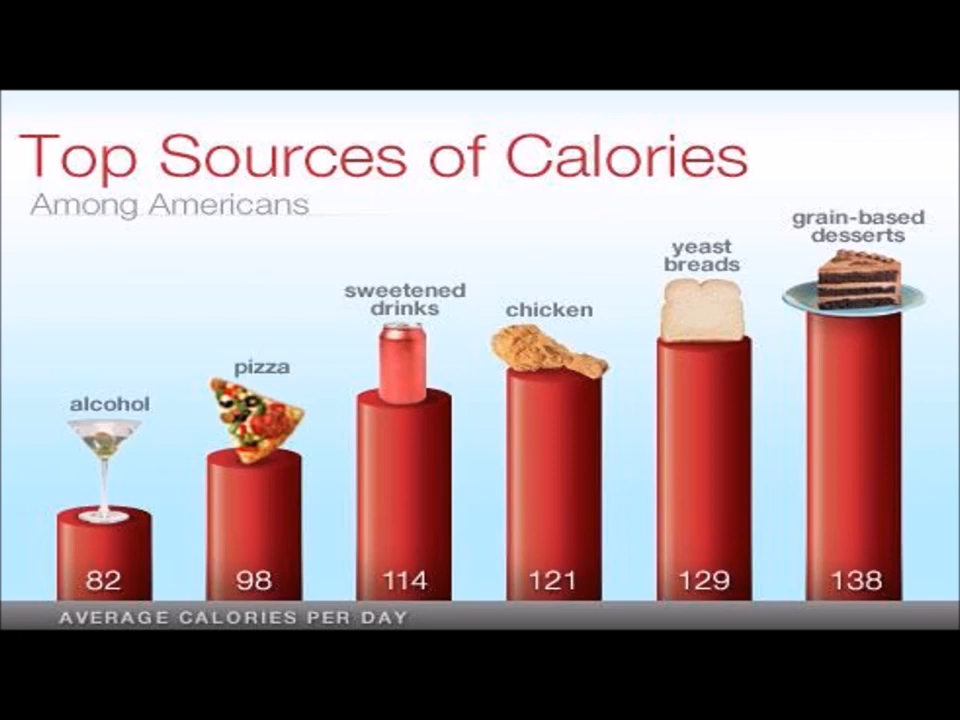 Top Sources of Calories
Among Americans
grain-based
desserts
yeast
breads
sweetened
drinks
chicken
pizza
alcohol
82
98
114
121
129
138
AVERAGE CALORIES PER DAY